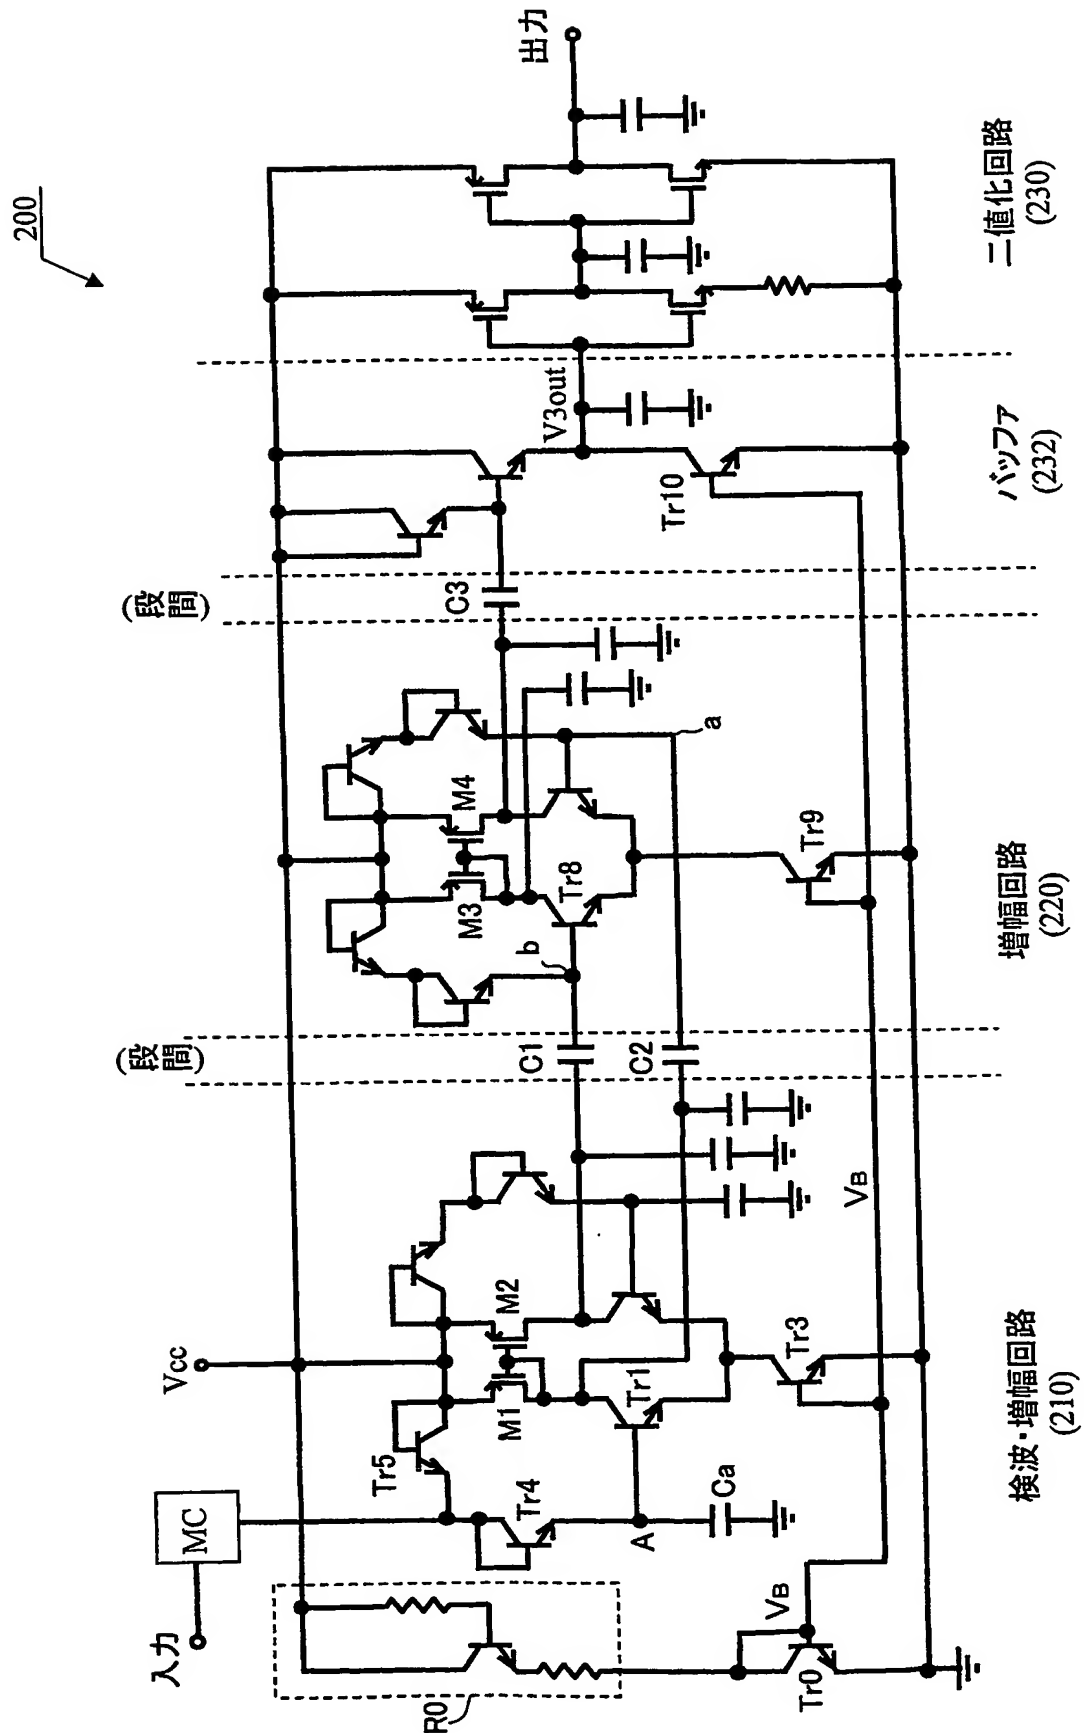 200
入力
MC
Vcc
(段間)
(段間)
出力
R0
Tr5
Tr4
M1
M2
Tr1
A
Ca
Tr3
VB
Tr0
VB
C1
C2
b
M3
M4
Tr8
a
Tr9
C3
V3out
Tr10
検波・増幅回路
(210)
増幅回路
(220)
バッファ
(232)
二値化回路
(230)